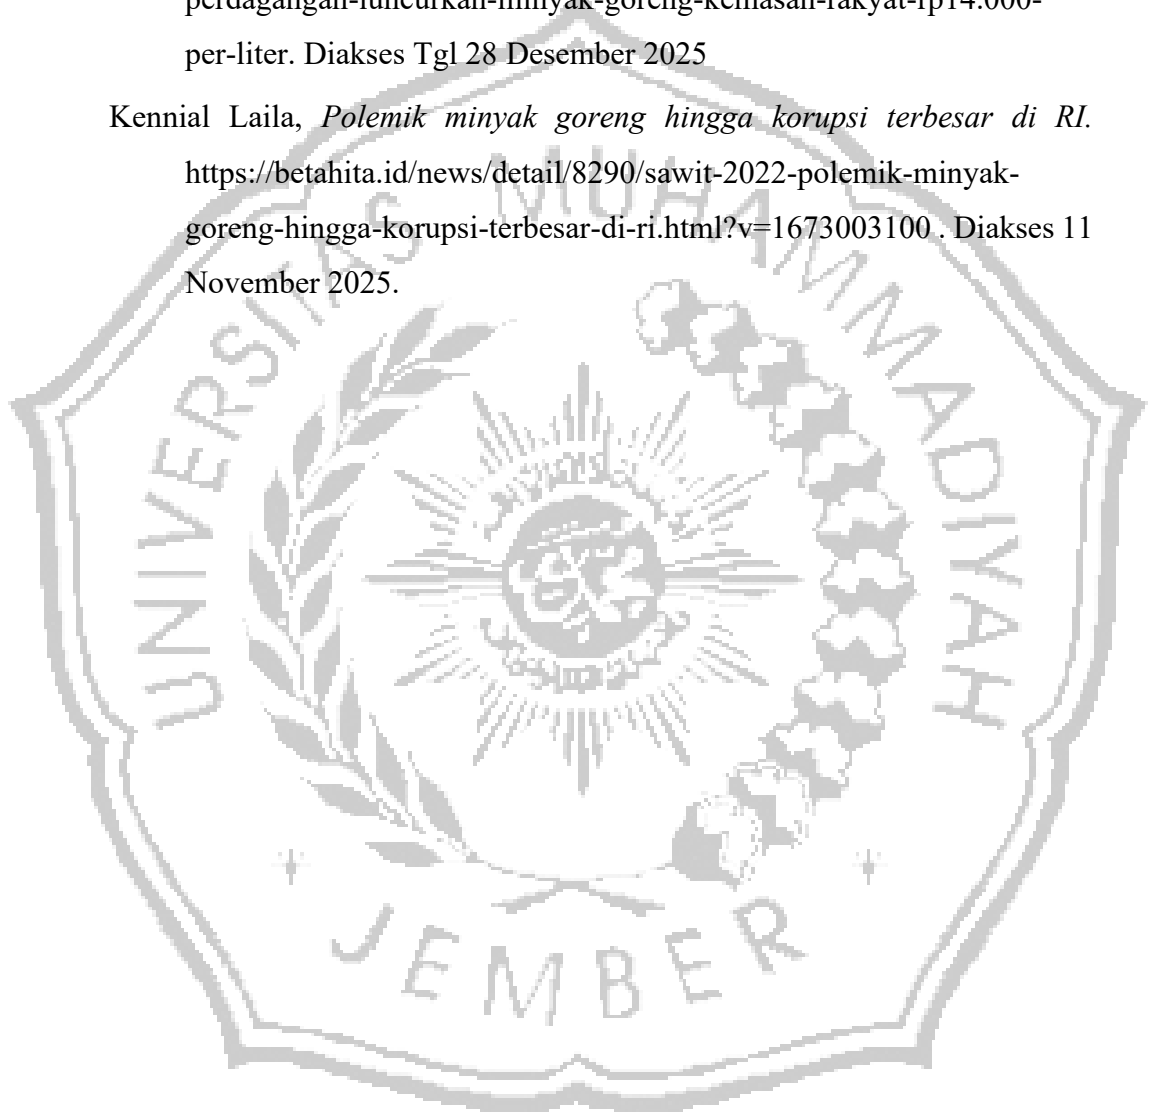 perdagangan-luncurkan-minyak-goreng-kemasan-rakyat-rp14.000-
per-liter. Diakses Tgl 28 Desember 2025
Kennial Laila, Polemik minyak goreng hingga korupsi terbesar di RI.
https://betahita.id/news/detail/8290/sawit-2022-polemik-minyak-
goreng-hingga-korupsi-terbesar-di-ri.html?v=1673003100 . Diakses 11
November 2025.
UNIVERSITAS MUHAMMADIYAH
JEMBER